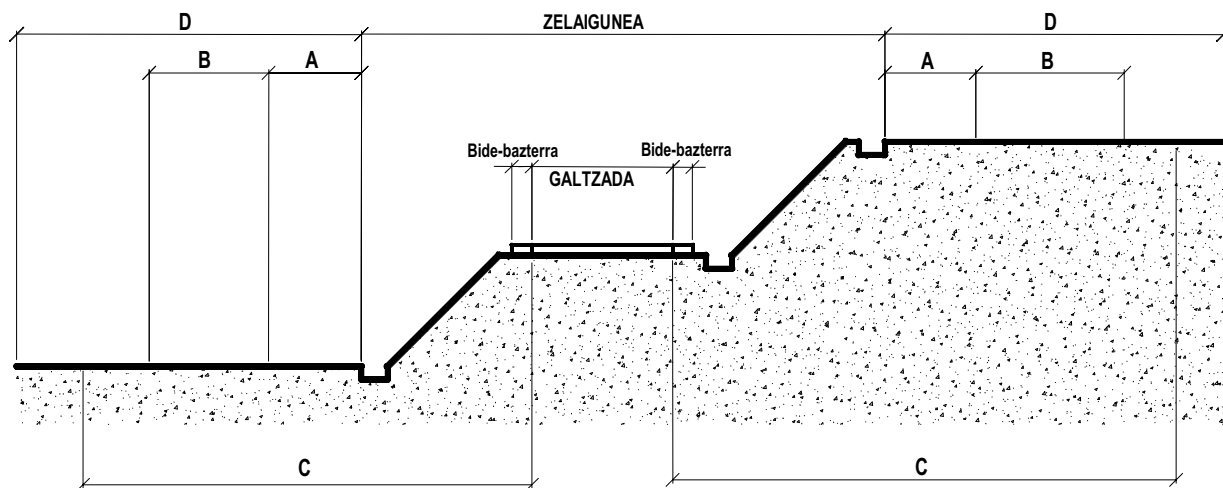 D ZELAIGUNEA D
B A A B
Bide-bazterra Bide-bazterra
GALTZADA
C C